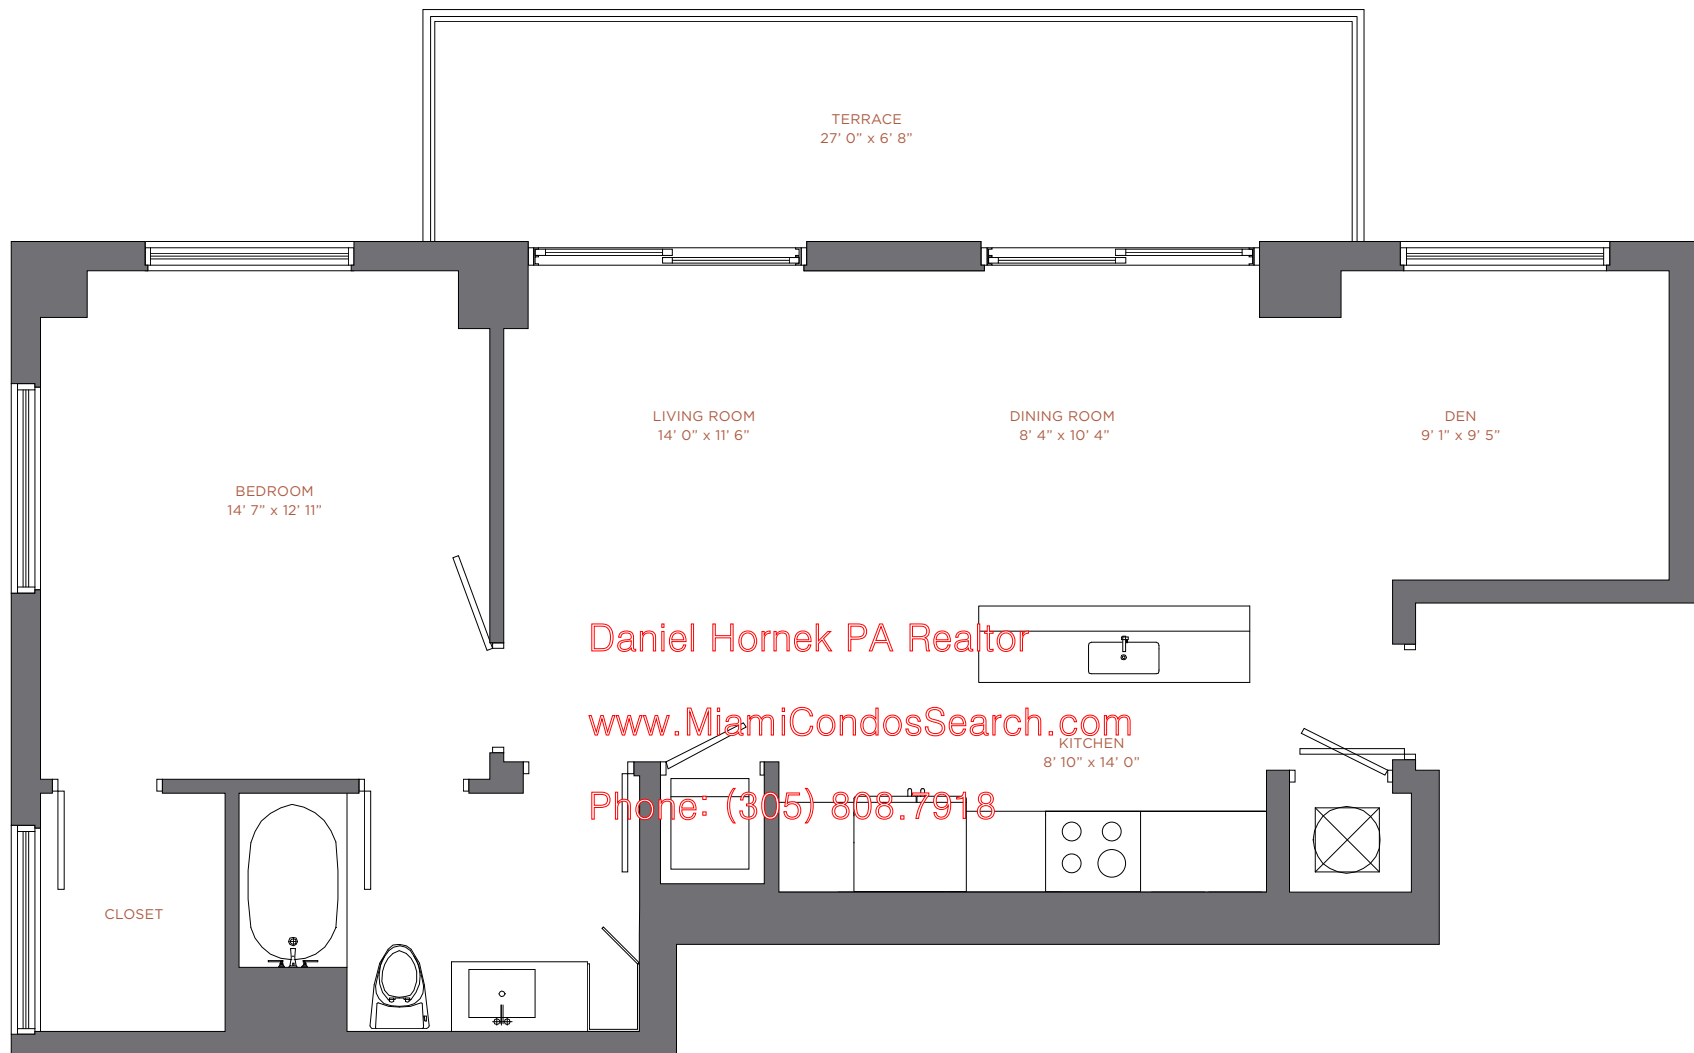 TERRACE
27’ 0” x 6’ 8”
LIVING ROOM
14’ 0” x 11’ 6”
DINING ROOM
8’ 4” x 10’ 4”
DEN
9’ 1” x 9’ 5”
BEDROOM
14’ 7” x 12’ 11”
Daniel Hornek PA Realtor
www.MiamiCondosSearch.com
KITCHEN
8’ 10” x 14’ 0”
Phone: (305) 808.7918
CLOSET